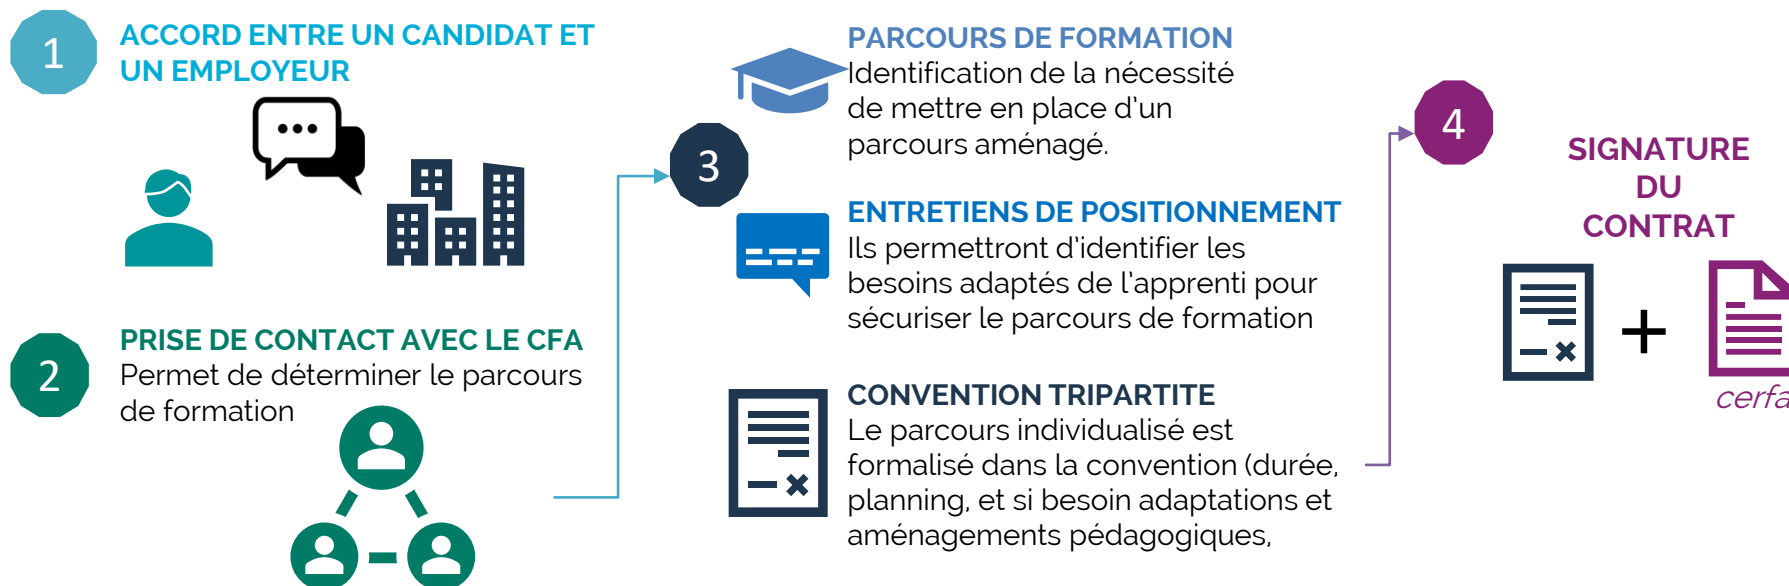 1
ACCORD ENTRE UN CANDIDAT ET
UN EMPLOYEUR
2
PRISE DE CONTACT AVEC LE CFA
Permet de déterminer le parcours
de formation
3
PARCOURS DE FORMATION
Identification de la nécessité
de mettre en place d'un
parcours aménagé.
ENTRETIENS DE POSITIONNEMENT
Ils permettront d'identifier les
besoins adaptés de l'apprenti pour
sécuriser le parcours de formation
CONVENTION TRIPARTITE
Le parcours individualisé est
formalisé dans la convention (durée,
planning, et si besoin adaptations et
aménagements pédagogiques,
4
SIGNATURE
DU
CONTRAT
+
cerfa